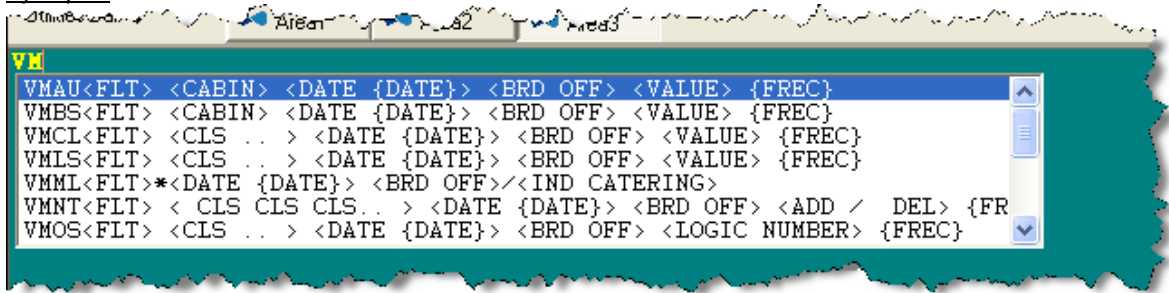 Area3
VM
VMAU<FLT> <CABIN> <DATE {DATE}> <BRD OFF> <VALUE> {FREC}
VMBS<FLT> <CABIN> <DATE {DATE}> <BRD OFF> <VALUE> {FREC}
VMCL<FLT> <CLS .. > <DATE {DATE}> <BRD OFF> <VALUE> {FREC}
VMLS<FLT> <CLS .. > <DATE {DATE}> <BRD OFF> <VALUE> {FREC}
VMML<FLT>*<DATE {DATE}> <BRD OFF>/<IND CATERING>
VMNT<FLT> < CLS CLS CLS.. > <DATE {DATE}> <BRD OFF> <ADD / DEL> {FR
VMOS<FLT> <CLS .. > <DATE {DATE}> <BRD OFF> <LOGIC NUMBER> {FREC}